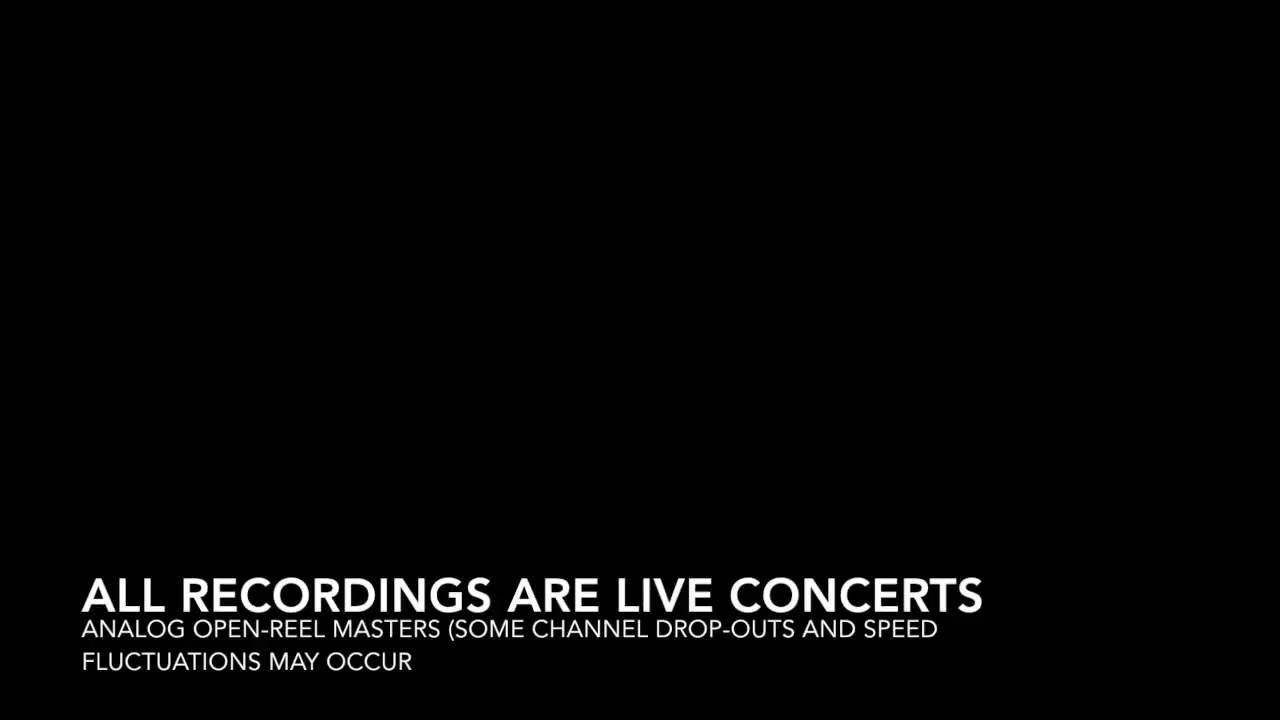 ALL RECORDINGS ARE LIVE CONCERTS
ANALOG OPEN-REEL MASTERS (SOME CHANNEL DROP-OUTS AND SPEED
FLUCTUATIONS MAY OCCUR